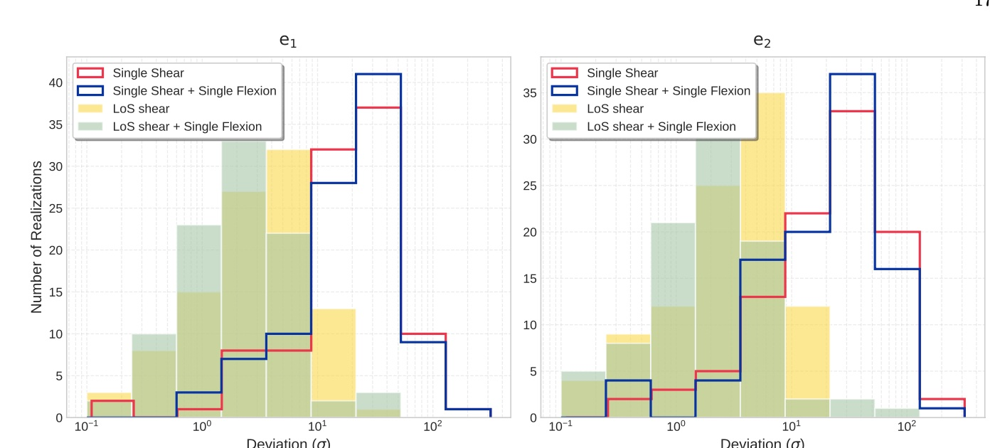 17
e₁
Single Shear
Single Shear + Single Flexion
LoS shear
LoS shear + Single Flexion
Number of Realizations
40
35
30
25
20
15
10
5
0
10⁻¹
10⁰
10¹
10²
Deviation (σ)
e₂
Single Shear
Single Shear + Single Flexion
LoS shear
LoS shear + Single Flexion
35
30
25
20
15
10
5
0
10⁻¹
10⁰
10¹
10²
Deviation (σ)